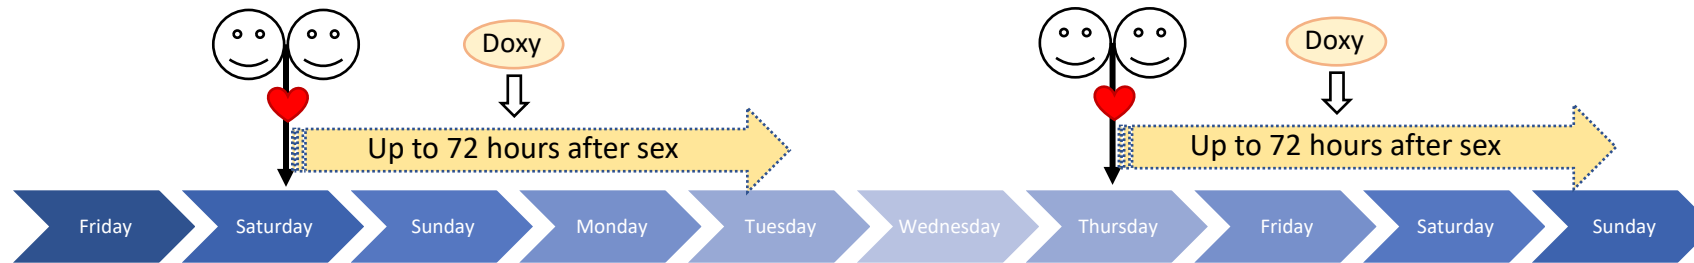 Doxy
Doxy
Up to 72 hours after sex
Up to 72 hours after sex
Friday
Saturday
Sunday
Monday
Tuesday
Wednesday
Thursday
Friday
Saturday
Sunday